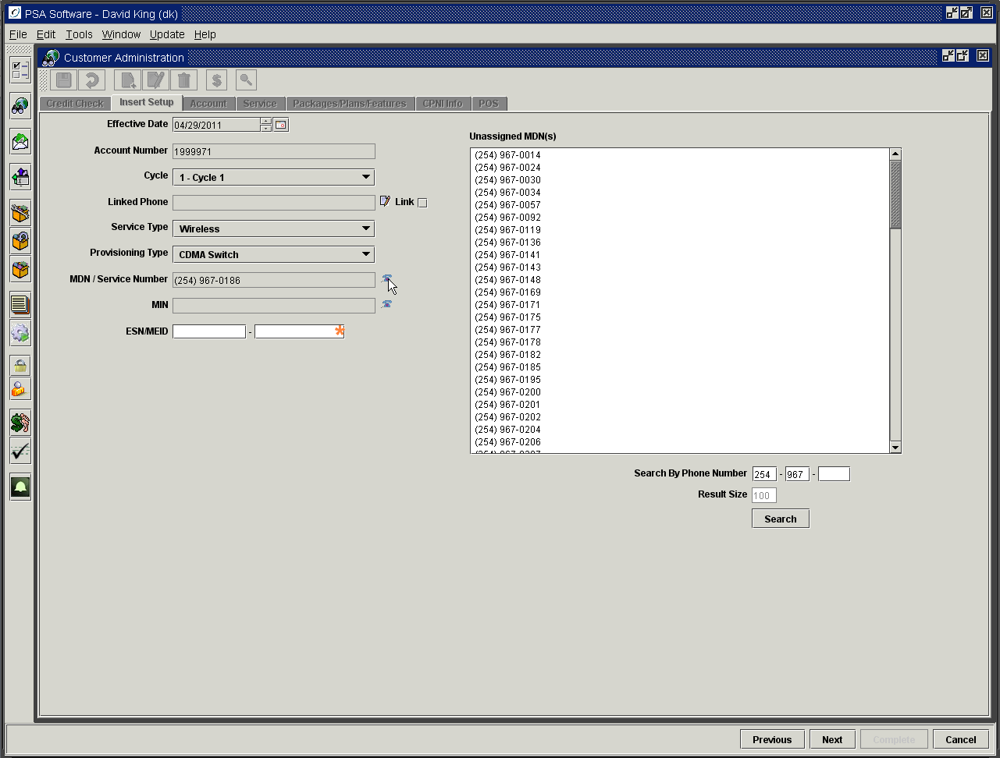 PSA Software - David King (dk)
File Edit Tools Window Update Help
Customer Administration
Credit Check Insert Setup Account Service Packages/Plans/Features CPNI Info POS
Effective Date 04/29/2011
Account Number 1999971
Cycle 1 - Cycle 1
Linked Phone Link
Service Type Wireless
Provisioning Type CDMA Switch
MDN / Service Number (254) 967-0186
MIN
ESN/MEID - *
Unassigned MDN(s)
(254) 967-0014
(254) 967-0024
(254) 967-0030
(254) 967-0034
(254) 967-0057
(254) 967-0092
(254) 967-0119
(254) 967-0136
(254) 967-0141
(254) 967-0143
(254) 967-0148
(254) 967-0169
(254) 967-0171
(254) 967-0175
(254) 967-0177
(254) 967-0178
(254) 967-0182
(254) 967-0185
(254) 967-0195
(254) 967-0200
(254) 967-0201
(254) 967-0202
(254) 967-0204
(254) 967-0206
Search By Phone Number 254 - 967 -
Result Size 100
Search
Previous Next Complete Cancel